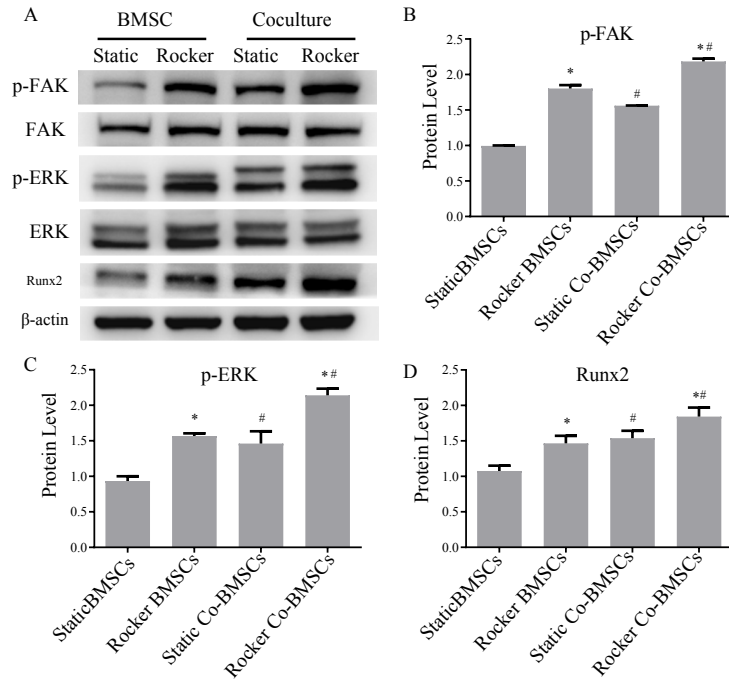 A
BMSC Coculture
Static Rocker Static Rocker
p-FAK
FAK
p-ERK
ERK
Runx2
β-actin
B
p-FAK
Protein Level
2.5
2.0
1.5
1.0
0.5
0.0
*
#
*#
StaticBMSCs
Rocker BMSCs
Static Co-BMSCs
Rocker Co-BMSCs
C
p-ERK
Protein Level
2.5
2.0
1.5
1.0
0.5
0.0
*
#
*#
StaticBMSCs
Rocker BMSCs
Static Co-BMSCs
Rocker Co-BMSCs
D
Runx2
Protein Level
2.5
2.0
1.5
1.0
0.5
0.0
*
#
*#
StaticBMSCs
Rocker BMSCs
Static Co-BMSCs
Rocker Co-BMSCs